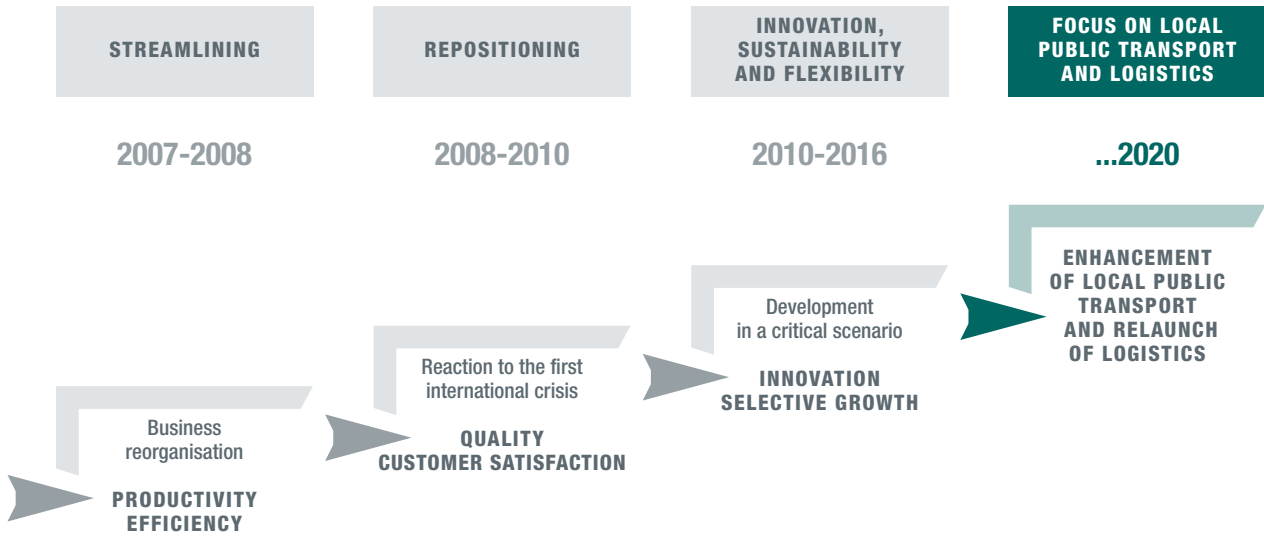 STREAMLINING
REPOSITIONING
INNOVATION,
SUSTAINABILITY
AND FLEXIBILITY
FOCUS ON LOCAL
PUBLIC TRANSPORT
AND LOGISTICS
2007-2008
2008-2010
2010-2016
...2020
Business
reorganisation
PRODUCTIVITY
EFFICIENCY
Reaction to the first
international crisis
QUALITY
CUSTOMER SATISFACTION
Development
in a critical scenario
INNOVATION
SELECTIVE GROWTH
ENHANCEMENT
OF LOCAL PUBLIC
TRANSPORT
AND RELAUNCH
OF LOGISTICS